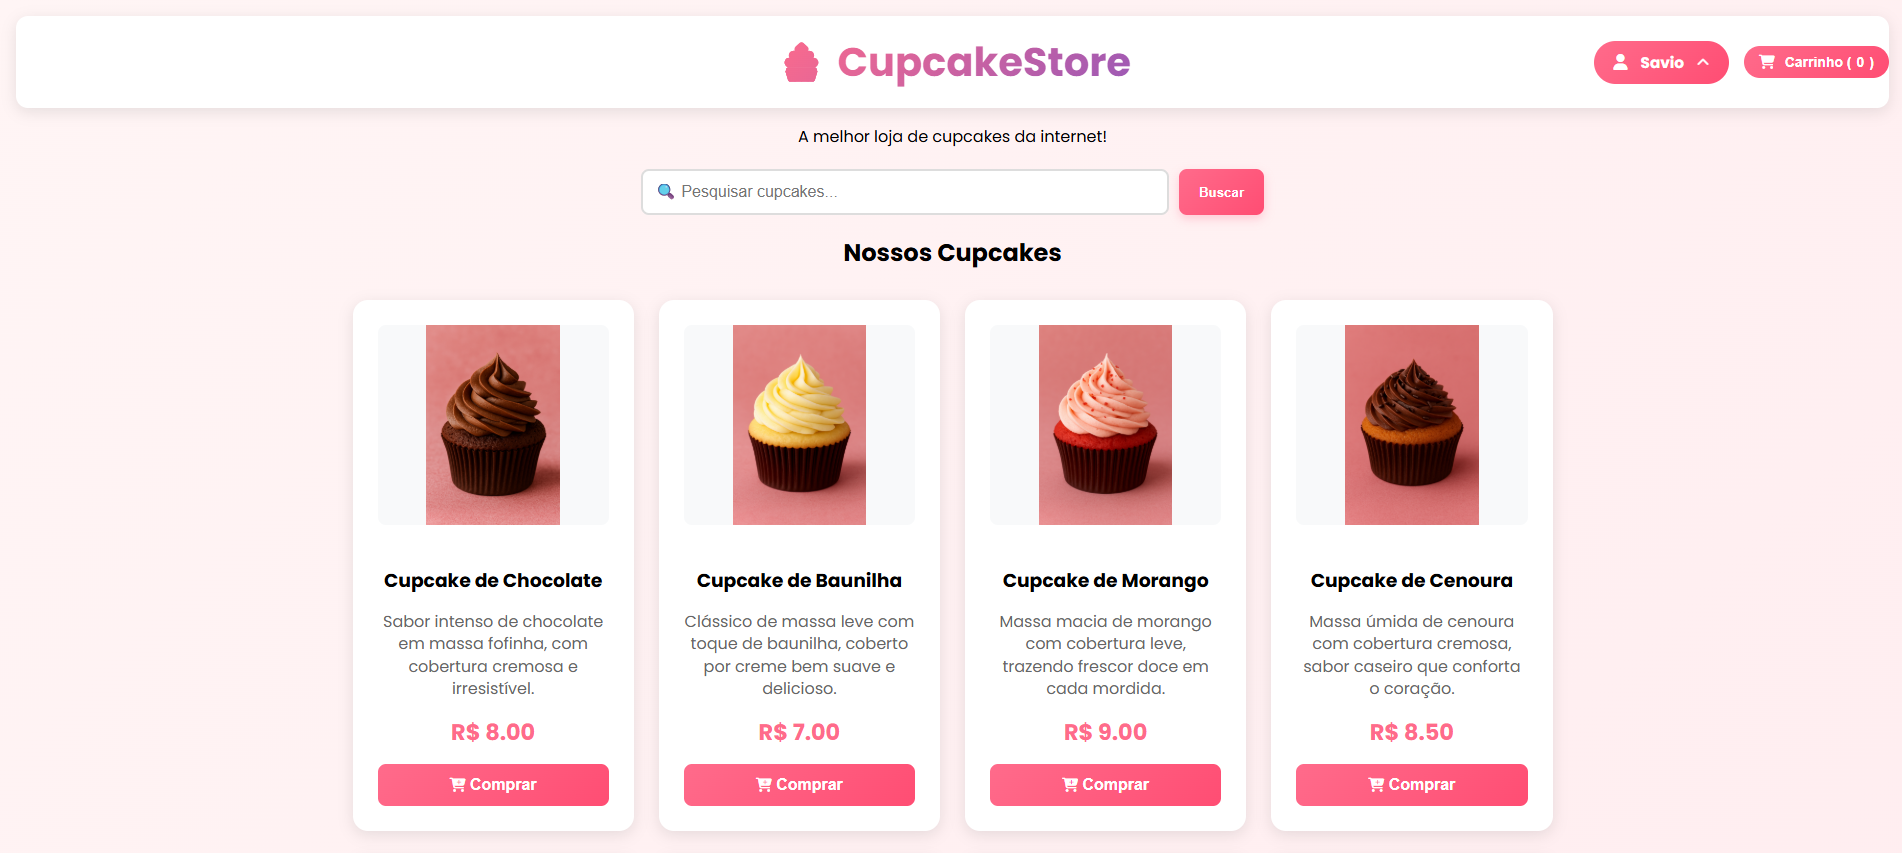 CupcakeStore
Savio
Carrinho ( 0 )
A melhor loja de cupcakes da internet!
Pesquisar cupcakes...
Buscar
Nossos Cupcakes
Cupcake de Chocolate
Sabor intenso de chocolate
em massa fofinha, com
cobertura cremosa e
irresistível.
R$ 8.00
Comprar
Cupcake de Baunilha
Clássico de massa leve com
toque de baunilha, coberto
por creme bem suave e
delicioso.
R$ 7.00
Comprar
Cupcake de Morango
Massa macia de morango
com cobertura leve,
trazendo frescor doce em
cada mordida.
R$ 9.00
Comprar
Cupcake de Cenoura
Massa úmida de cenoura
com cobertura cremosa,
sabor caseiro que conforta
o coração.
R$ 8.50
Comprar